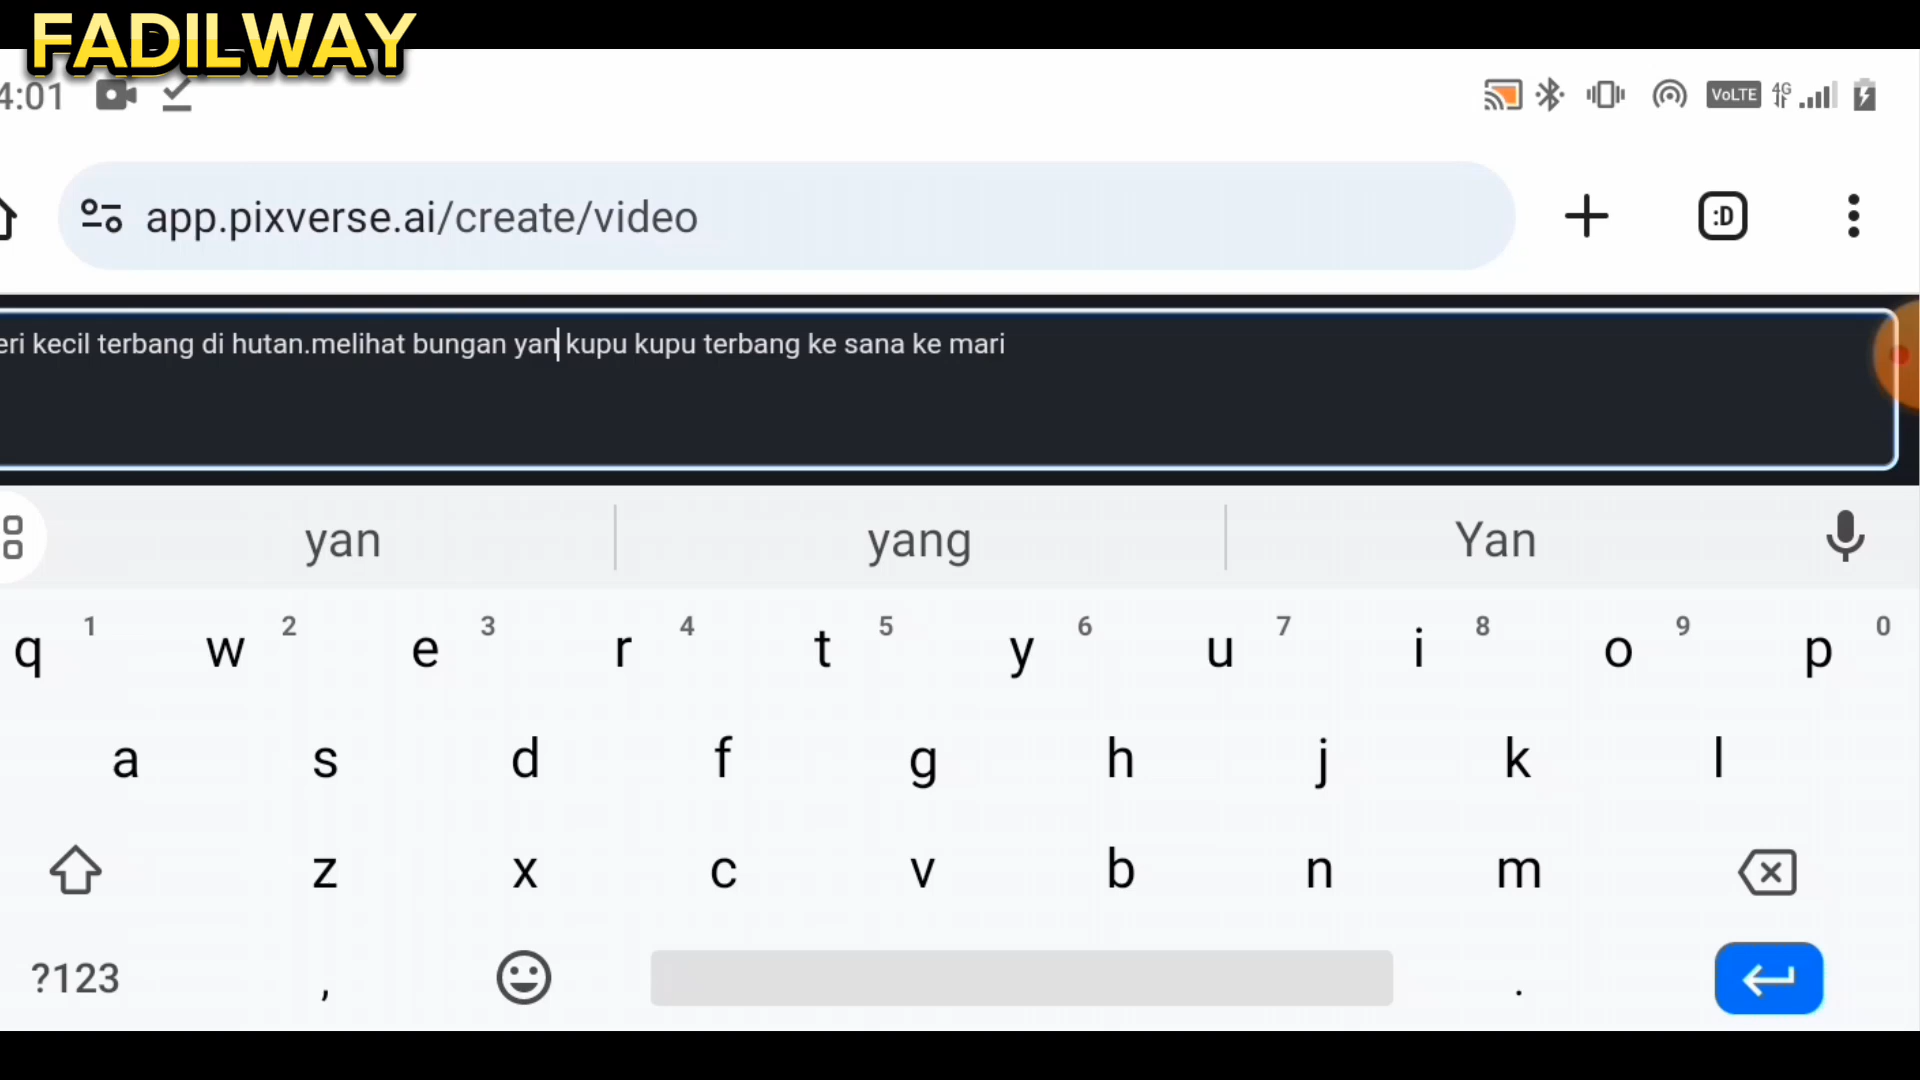 FADILWAY
4:01
VoLTE 4G
app.pixverse.ai/create/video
:D
eri kecil terbang di hutan.melihat bungan yan kupu kupu terbang ke sana ke mari
yan yang Yan
q 1 w 2 e 3 r 4 t 5 y 6 u 7 i 8 o 9 p 0
a s d f g h j k l
z x c v b n m
?123 , .